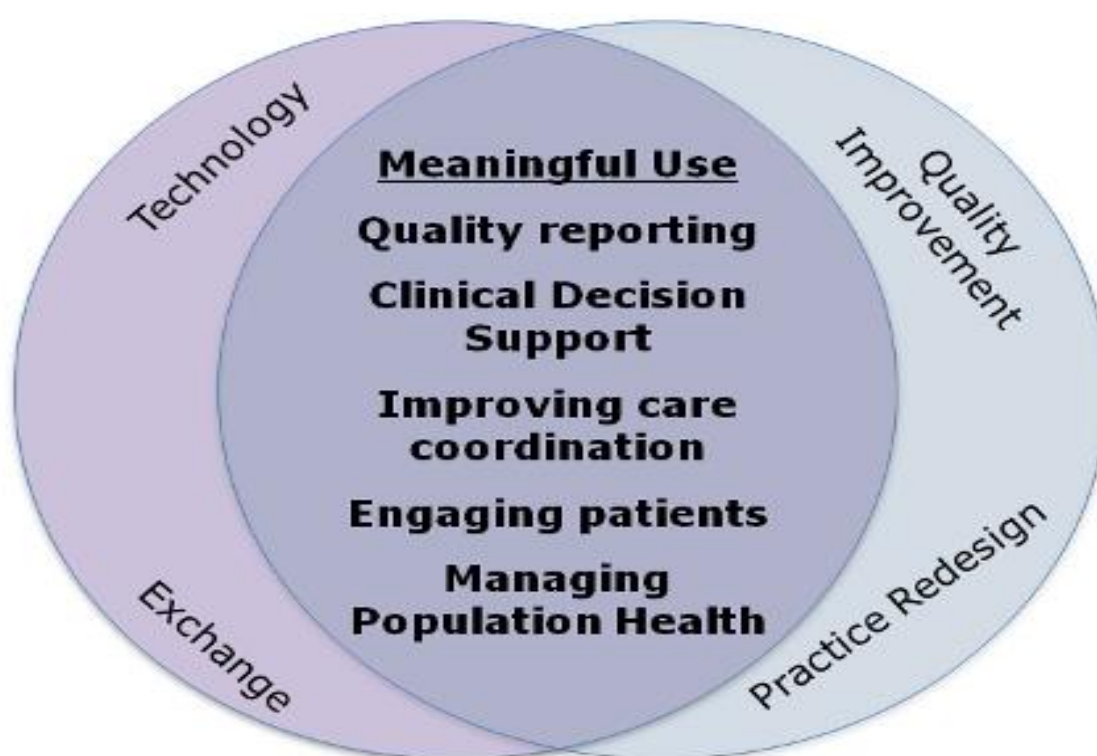 Technology
Exchange
Meaningful Use
Quality reporting
Clinical Decision
Support
Improving care
coordination
Engaging patients
Managing
Population Health
Quality
Improvement
Practice Redesign